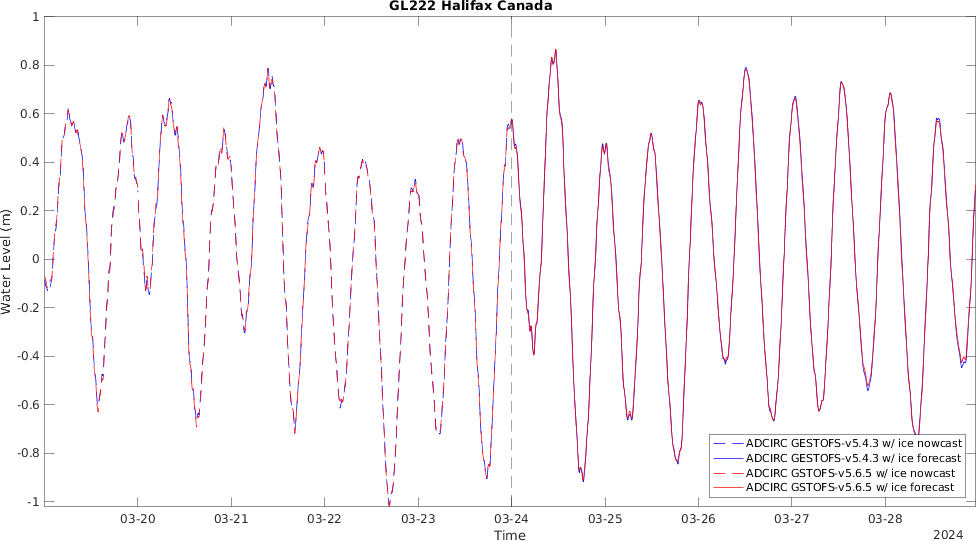 GL222 Halifax Canada
1
0.8
0.6
0.4
0.2
0
-0.2
-0.4
-0.6
-0.8
-1
Water Level (m)
ADCIRC GESTOFS-v5.4.3 w/ ice nowcast
ADCIRC GESTOFS-v5.4.3 w/ ice forecast
ADCIRC GSTOFS-v5.6.5 w/ ice nowcast
ADCIRC GSTOFS-v5.6.5 w/ ice forecast
03-20 03-21 03-22 03-23 03-24 03-25 03-26 03-27 03-28
Time
2024